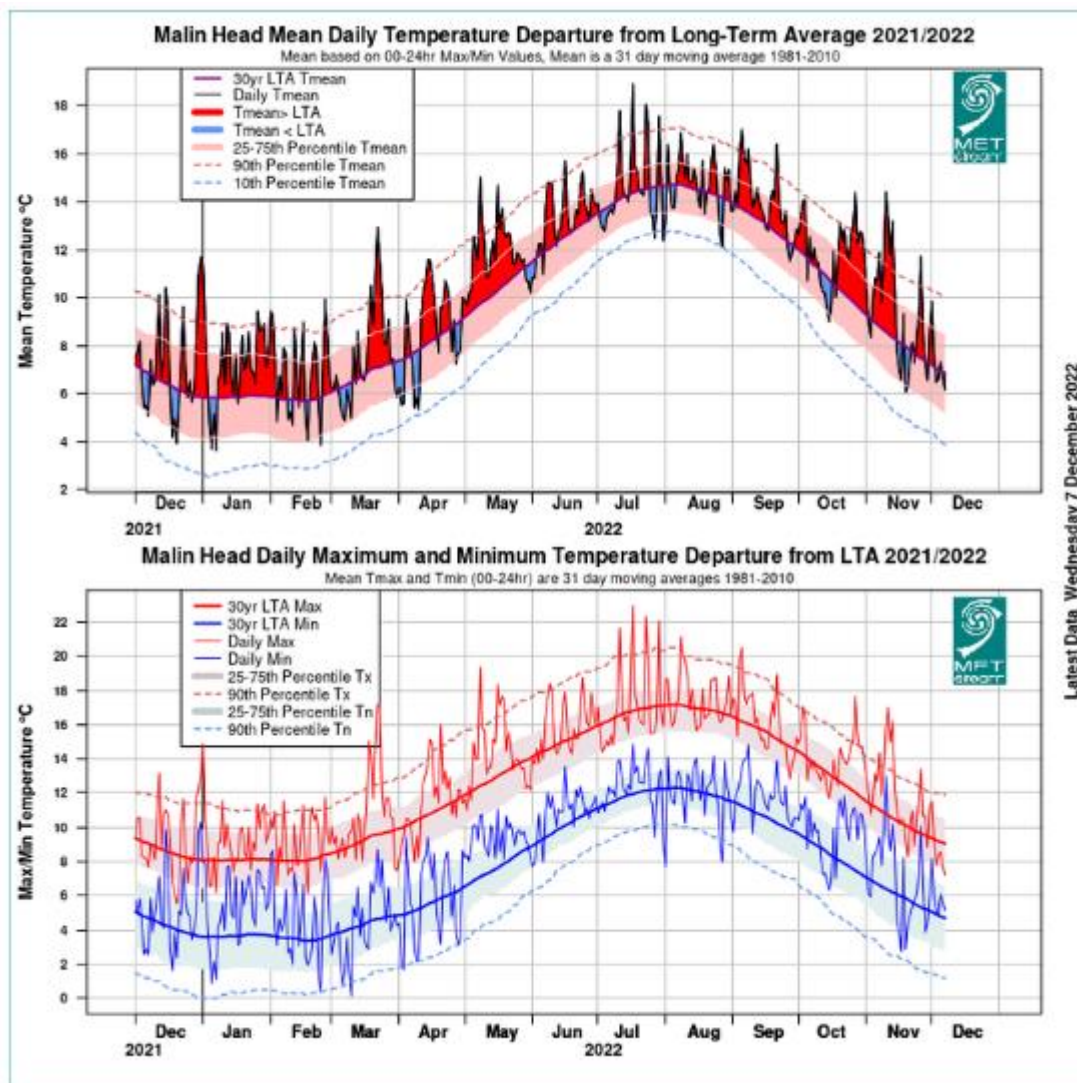 Malin Head Mean Daily Temperature Departure from Long-Term Average 2021/2022
Mean based on 00-24hr Max/Min Values, Mean is a 31 day moving average 1981-2010
30yr LTA Tmean
Daily Tmean
Tmean> LTA
Tmean < LTA
25-75th Percentile Tmean
90th Percentile Tmean
10th Percentile Tmean
MET
éireann
Mean Temperature ºC
18
16
14
12
10
8
6
4
2
Dec Jan Feb Mar Apr May Jun Jul Aug Sep Oct Nov Dec
2021 2022
Malin Head Daily Maximum and Minimum Temperature Departure from LTA 2021/2022
Mean Tmax and Tmin (00-24hr) are 31 day moving averages 1981-2010
30yr LTA Max
30yr LTA Min
Daily Max
Daily Min
25-75th Percentile Tx
90th Percentile Tx
25-75th Percentile Tn
90th Percentile Tn
MET
éireann
Max/Min Temperature ºC
22
20
18
16
14
12
10
8
6
4
2
0
Dec Jan Feb Mar Apr May Jun Jul Aug Sep Oct Nov Dec
2021 2022
Latest Data Wednesday 7 December 2022